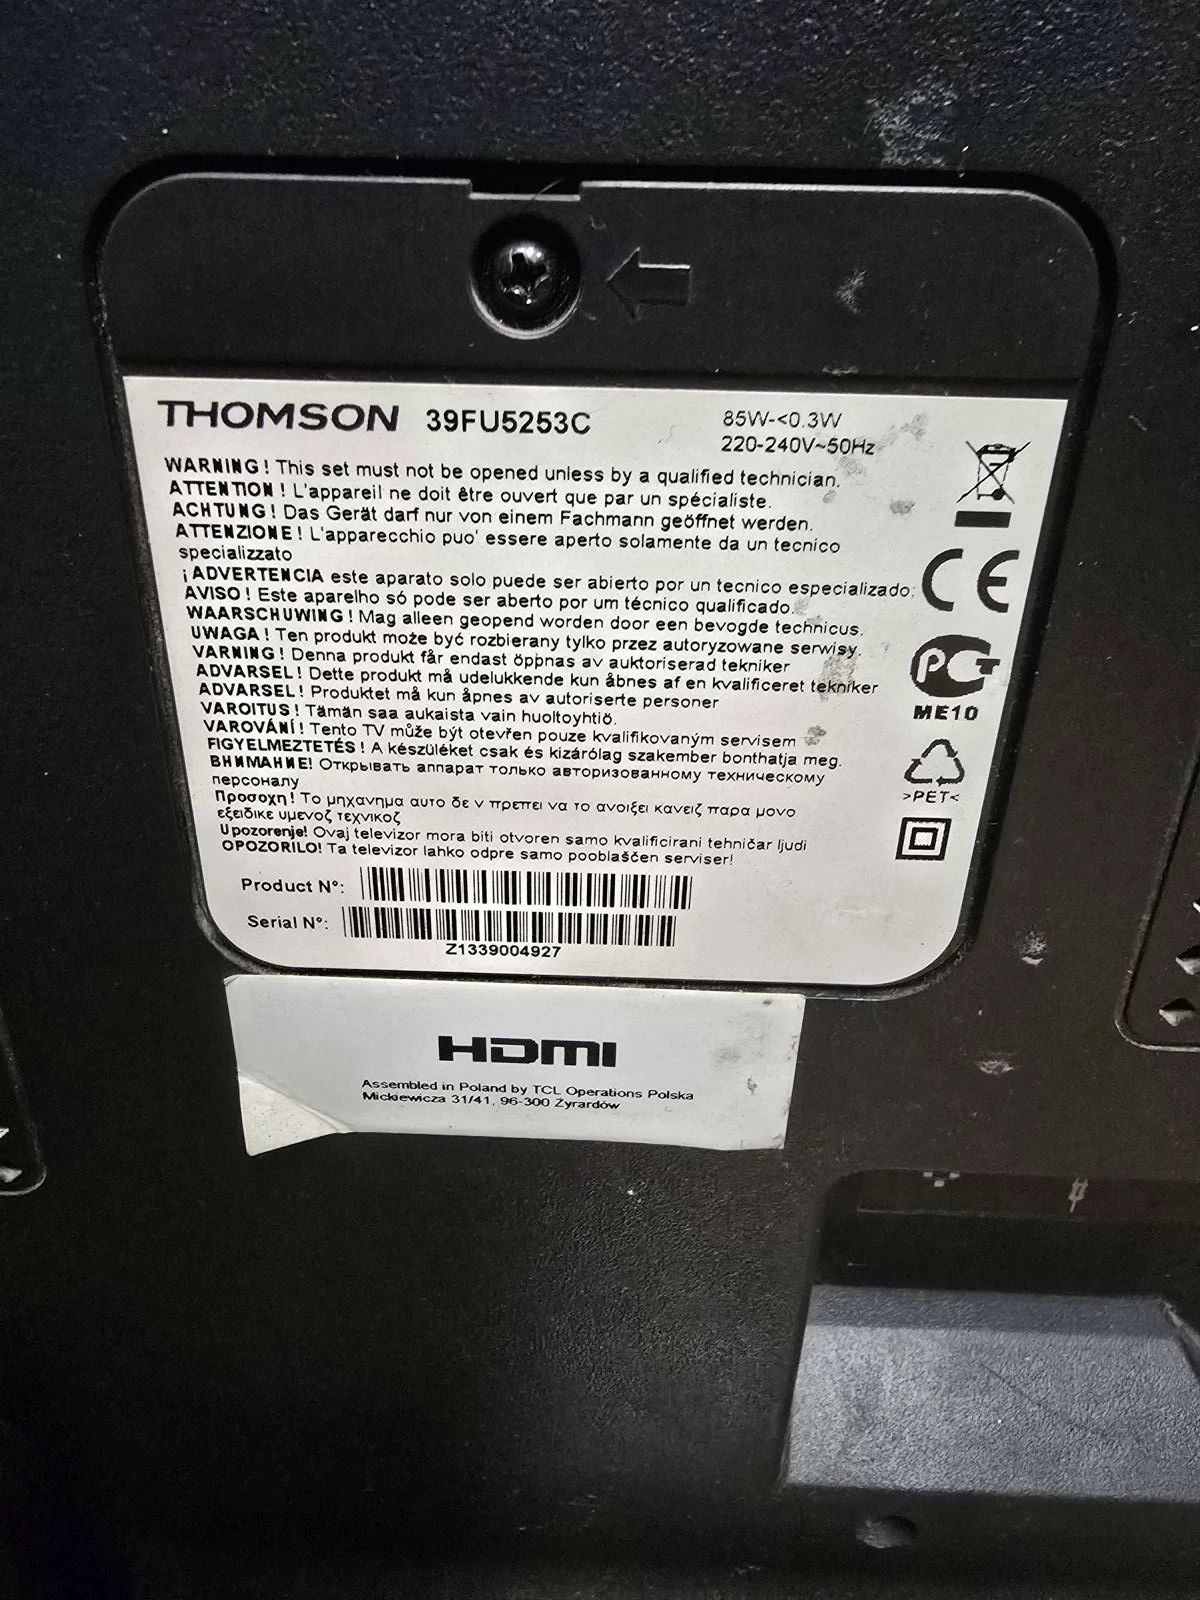 THOMSON 39FU5253C
85W-<0.3W
220-240V~50Hz
WARNING! This set must not be opened unless by a qualified technician.
ATTENTION! L'appareil ne doit être ouvert que par un spécialiste.
ACHTUNG! Das Gerät darf nur von einem Fachmann geöffnet werden.
ATTENZIONE! L'apparecchio puo' essere aperto solamente da un tecnico
specializzato
¡ADVERTENCIA este aparato solo puede ser abierto por un tecnico especializado:
AVISO! Este aparelho só pode ser aberto por um técnico qualificado.
WAARSCHUWING! Mag alleen geopend worden door een bevogde technicus.
UWAGA! Ten produkt może być rozbierany tylko przez autoryzowane serwisy.
VARNING! Denna produkt får endast öppnas av auktoriserad tekniker
ADVARSEL! Dette produkt må udelukkende kun åbnes af en kvalificeret tekniker
ADVARSEL! Produktet må kun åpnes av autoriserte personer
VAROITUS! Tämän saa aukaista vain huoltoyhtiö.
VAROVÁNÍ! Tento TV může být otevřen pouze kvalifikovaným servisem
FIGYELMEZTETÉS! A készüléket csak és kizárólag szakember bonthatja meg.
ВНИМАНИЕ! Открывать аппарат только авторизованному техническому
персоналу
Προσοχη! Το μηχανημα αυτο δε ν πρεπει να το ανοιξει κανεις παρα μονο
εξειδικε υμενος τεχνικος
Upozorenje! Ovaj televizor mora biti otvoren samo kvalificirani tehničar ljudi
OPOZORILO! Ta televizor lahko odpre samo pooblaščen serviser!
Product N°:
Serial N°:
Z1339004927
CE
PCT
ME10
>PET<
HDMI
Assembled in Poland by TCL Operations Polska
Mickiewicza 31/41, 96-300 Żyrardów